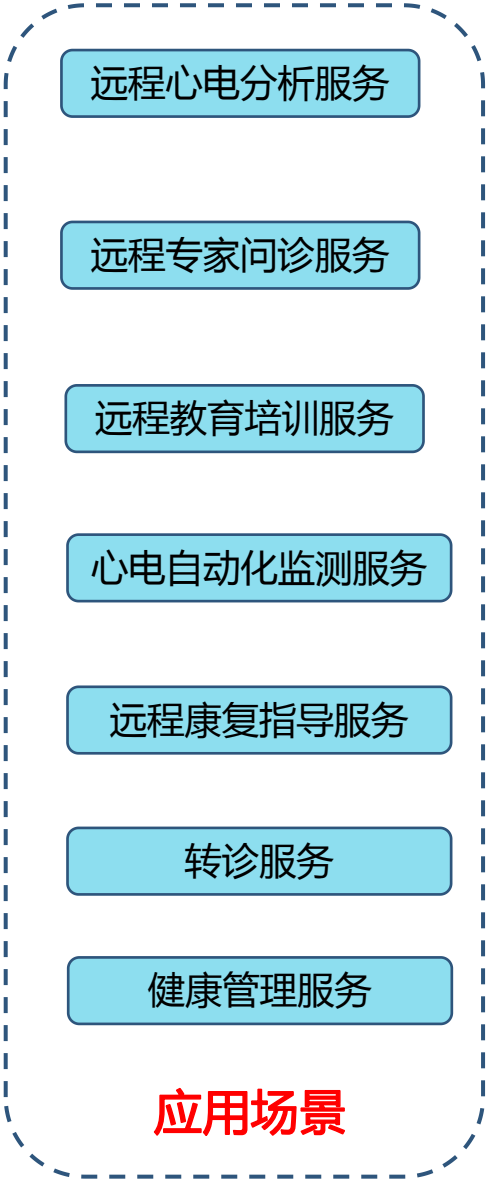 远程心电分析服务
远程专家问诊服务
远程教育培训服务
心电自动化监测服务
远程康复指导服务
转诊服务
健康管理服务
应用场景